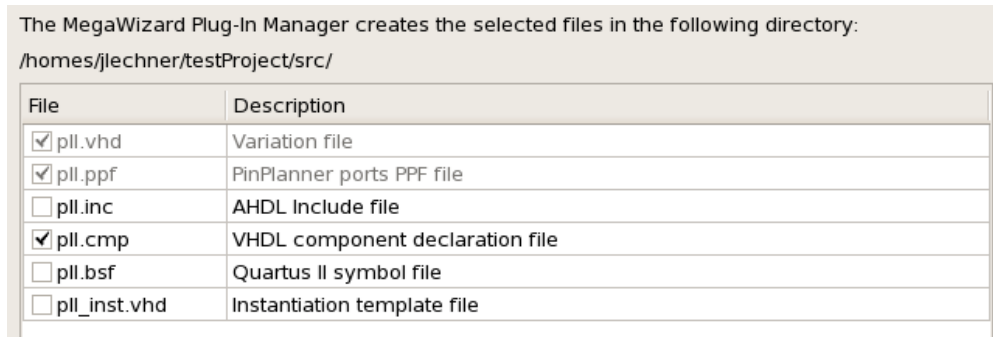 The MegaWizard Plug-In Manager creates the selected files in the following directory:
/homes/jlechner/testProject/src/
File Description
pll.vhd Variation file
pll.ppf PinPlanner ports PPF file
pll.inc AHDL Include file
pll.cmp VHDL component declaration file
pll.bsf Quartus II symbol file
pll_inst.vhd Instantiation template file